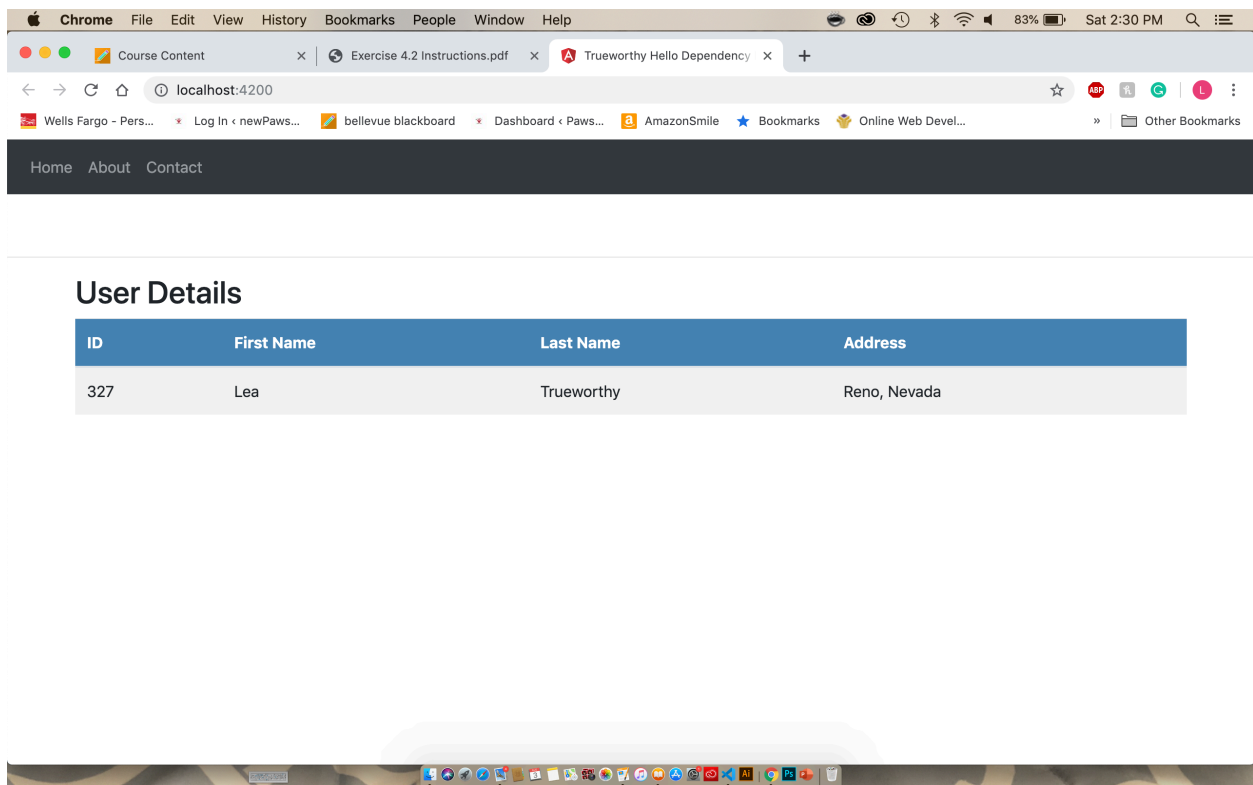 Chrome File Edit View History Bookmarks People Window Help 83% Sat 2:30 PM
Course Content Exercise 4.2 Instructions.pdf Trueworthy Hello Dependency
localhost:4200 ABP L
Wells Fargo - Pers... Log In < newPaws... bellevue blackboard Dashboard < Paws... AmazonSmile Bookmarks Online Web Devel... » Other Bookmarks
Home About Contact
User Details
ID First Name Last Name Address
327 Lea Trueworthy Reno, Nevada
Ai Ps